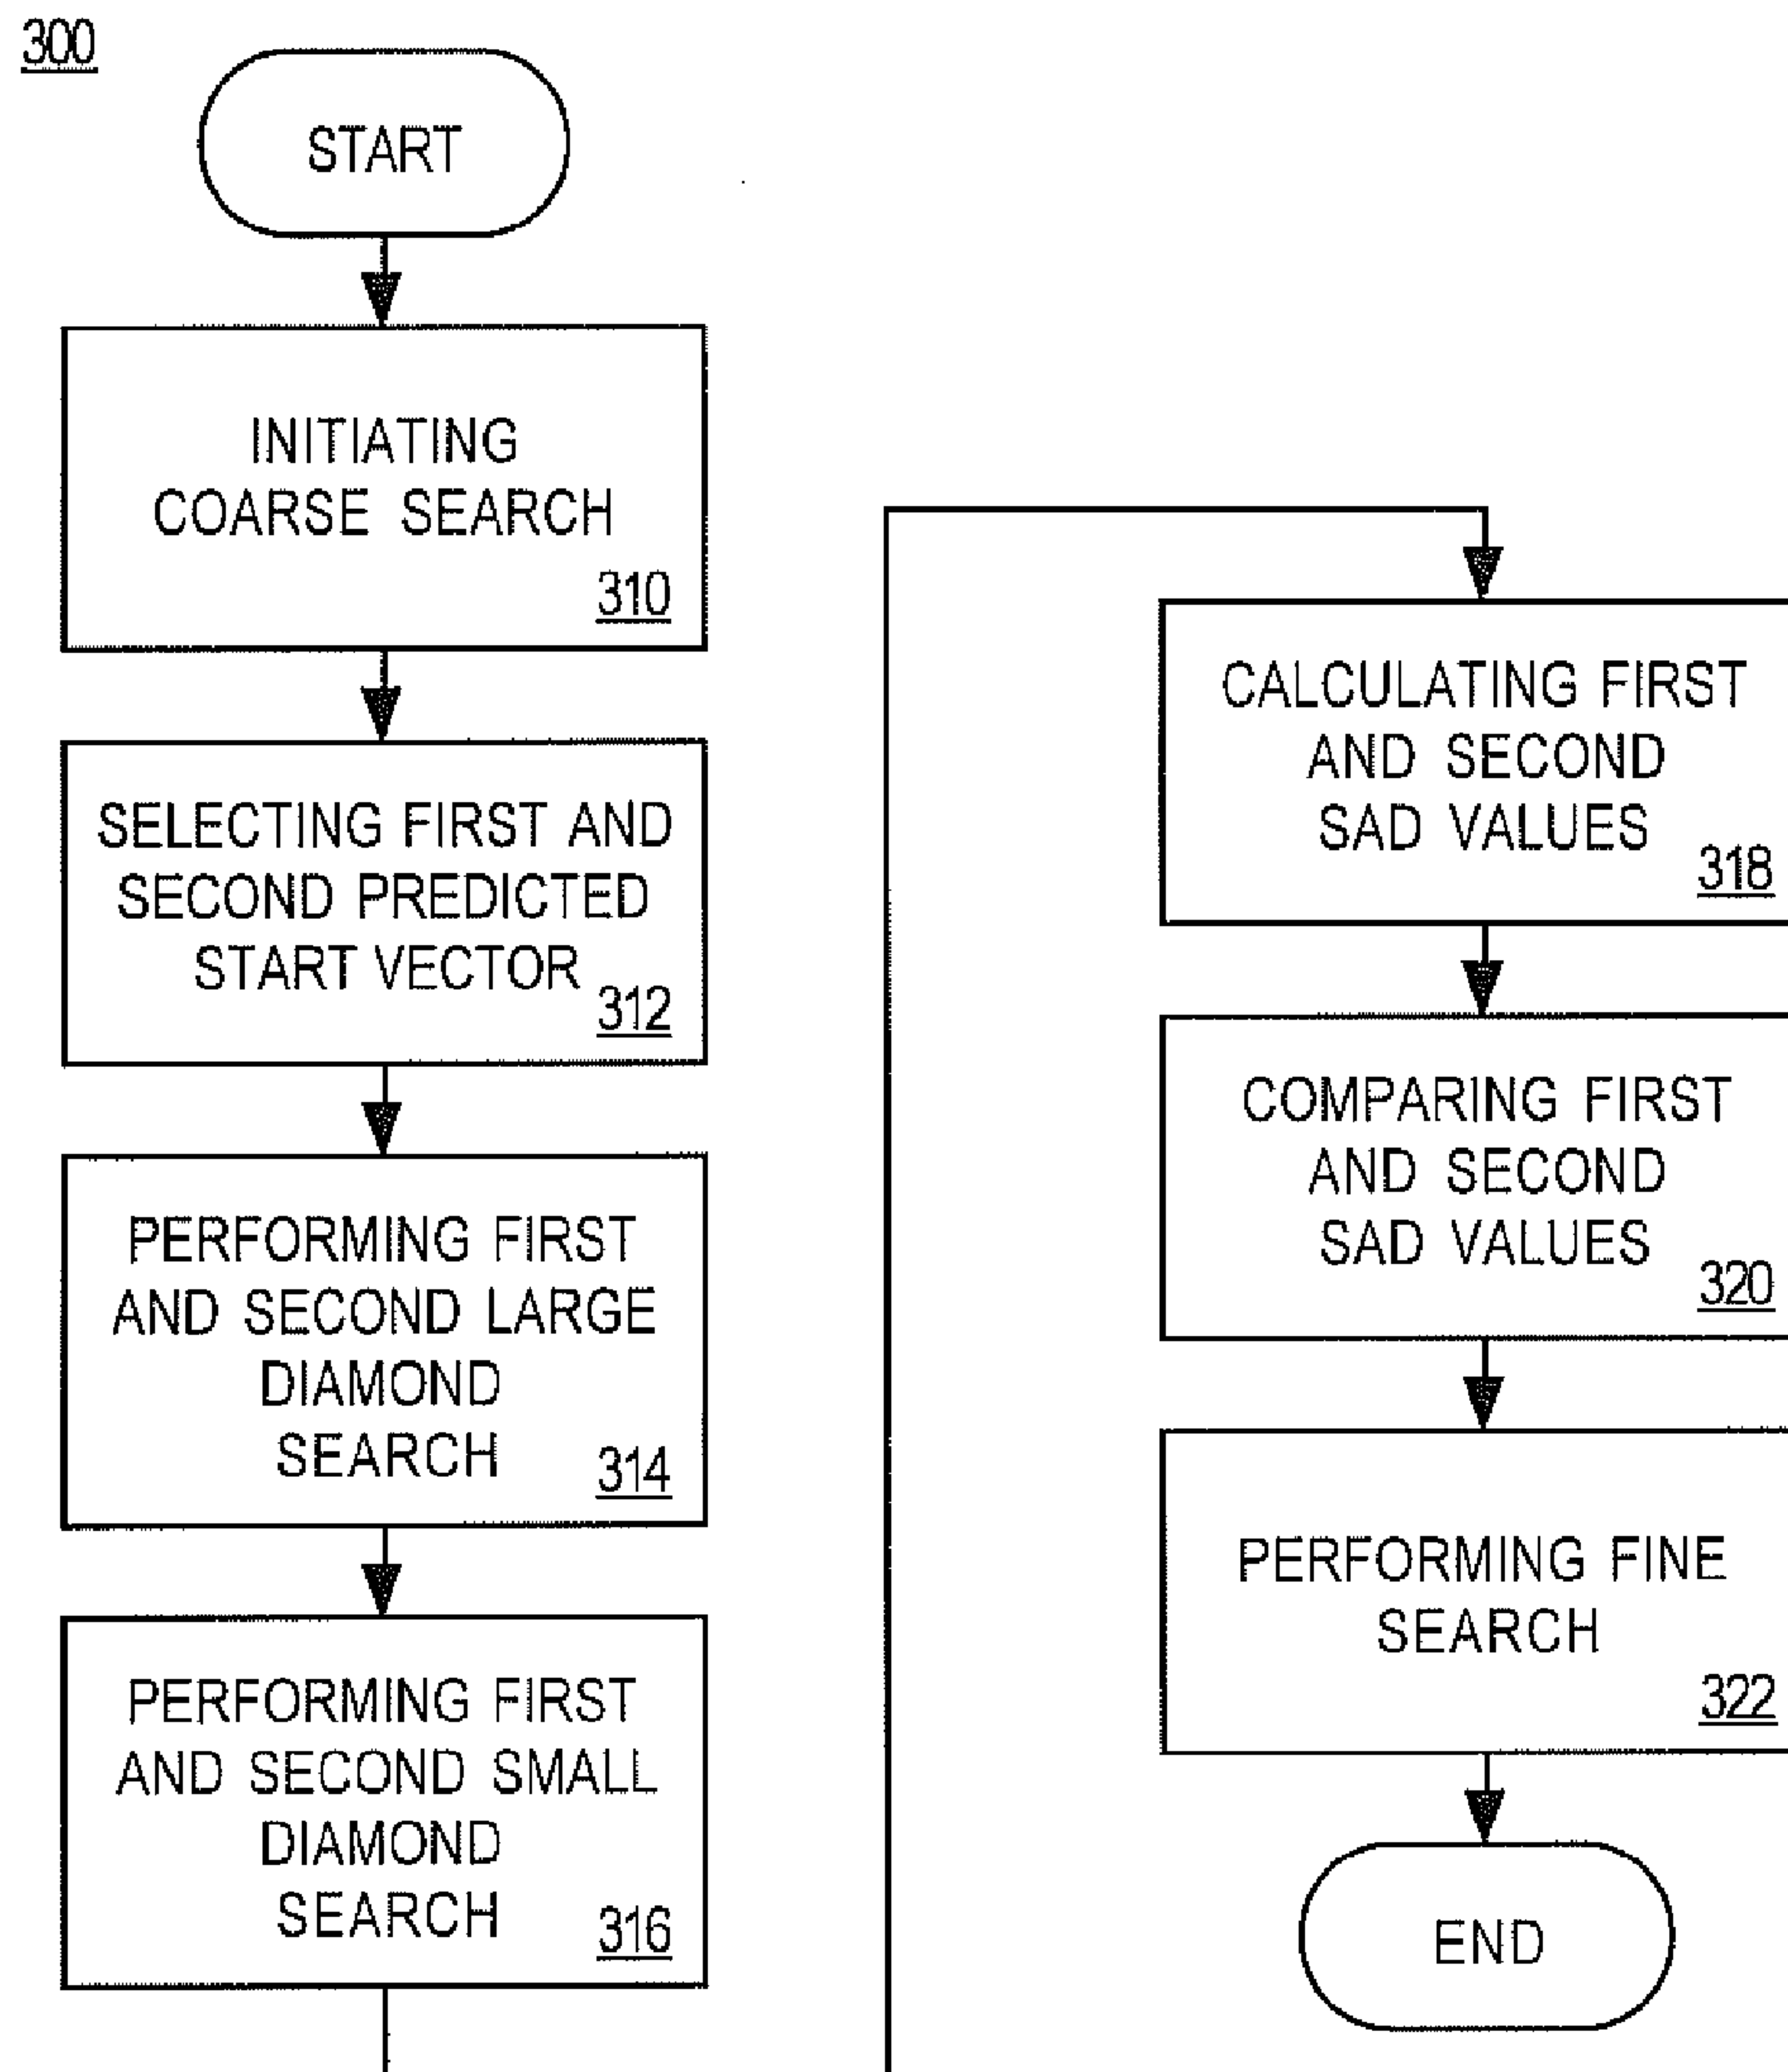 300
START
INITIATING
COARSE SEARCH
310
SELECTING FIRST AND
SECOND PREDICTED
START VECTOR
312
PERFORMING FIRST
AND SECOND LARGE
DIAMOND
SEARCH
314
PERFORMING FIRST
AND SECOND SMALL
DIAMOND
SEARCH
316
CALCULATING FIRST
AND SECOND
SAD VALUES
318
COMPARING FIRST
AND SECOND
SAD VALUES
320
PERFORMING FINE
SEARCH
322
END